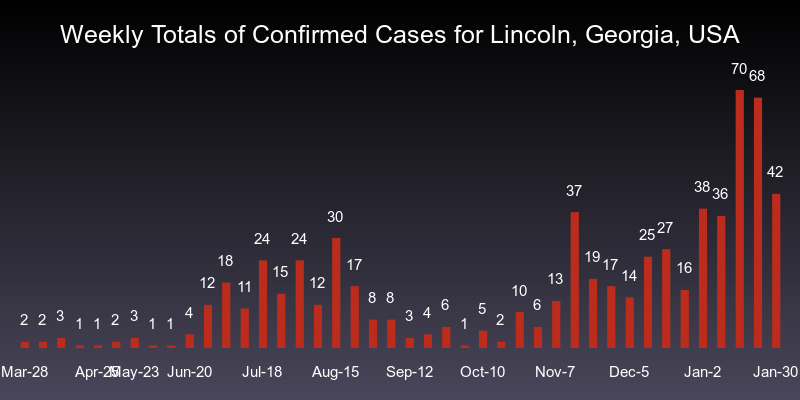 Weekly Totals of Confirmed Cases for Lincoln, Georgia, USA
2 2 3 1 1 2 3 1 1 4 12 18 11 24 15 24 12 30 17 8 8 3 4 6 1 5 2 10 6 13 37 19 17 14 25 27 16 38 36 70 68 42
Mar-28 Apr-25 May-23 Jun-20 Jul-18 Aug-15 Sep-12 Oct-10 Nov-7 Dec-5 Jan-2 Jan-30